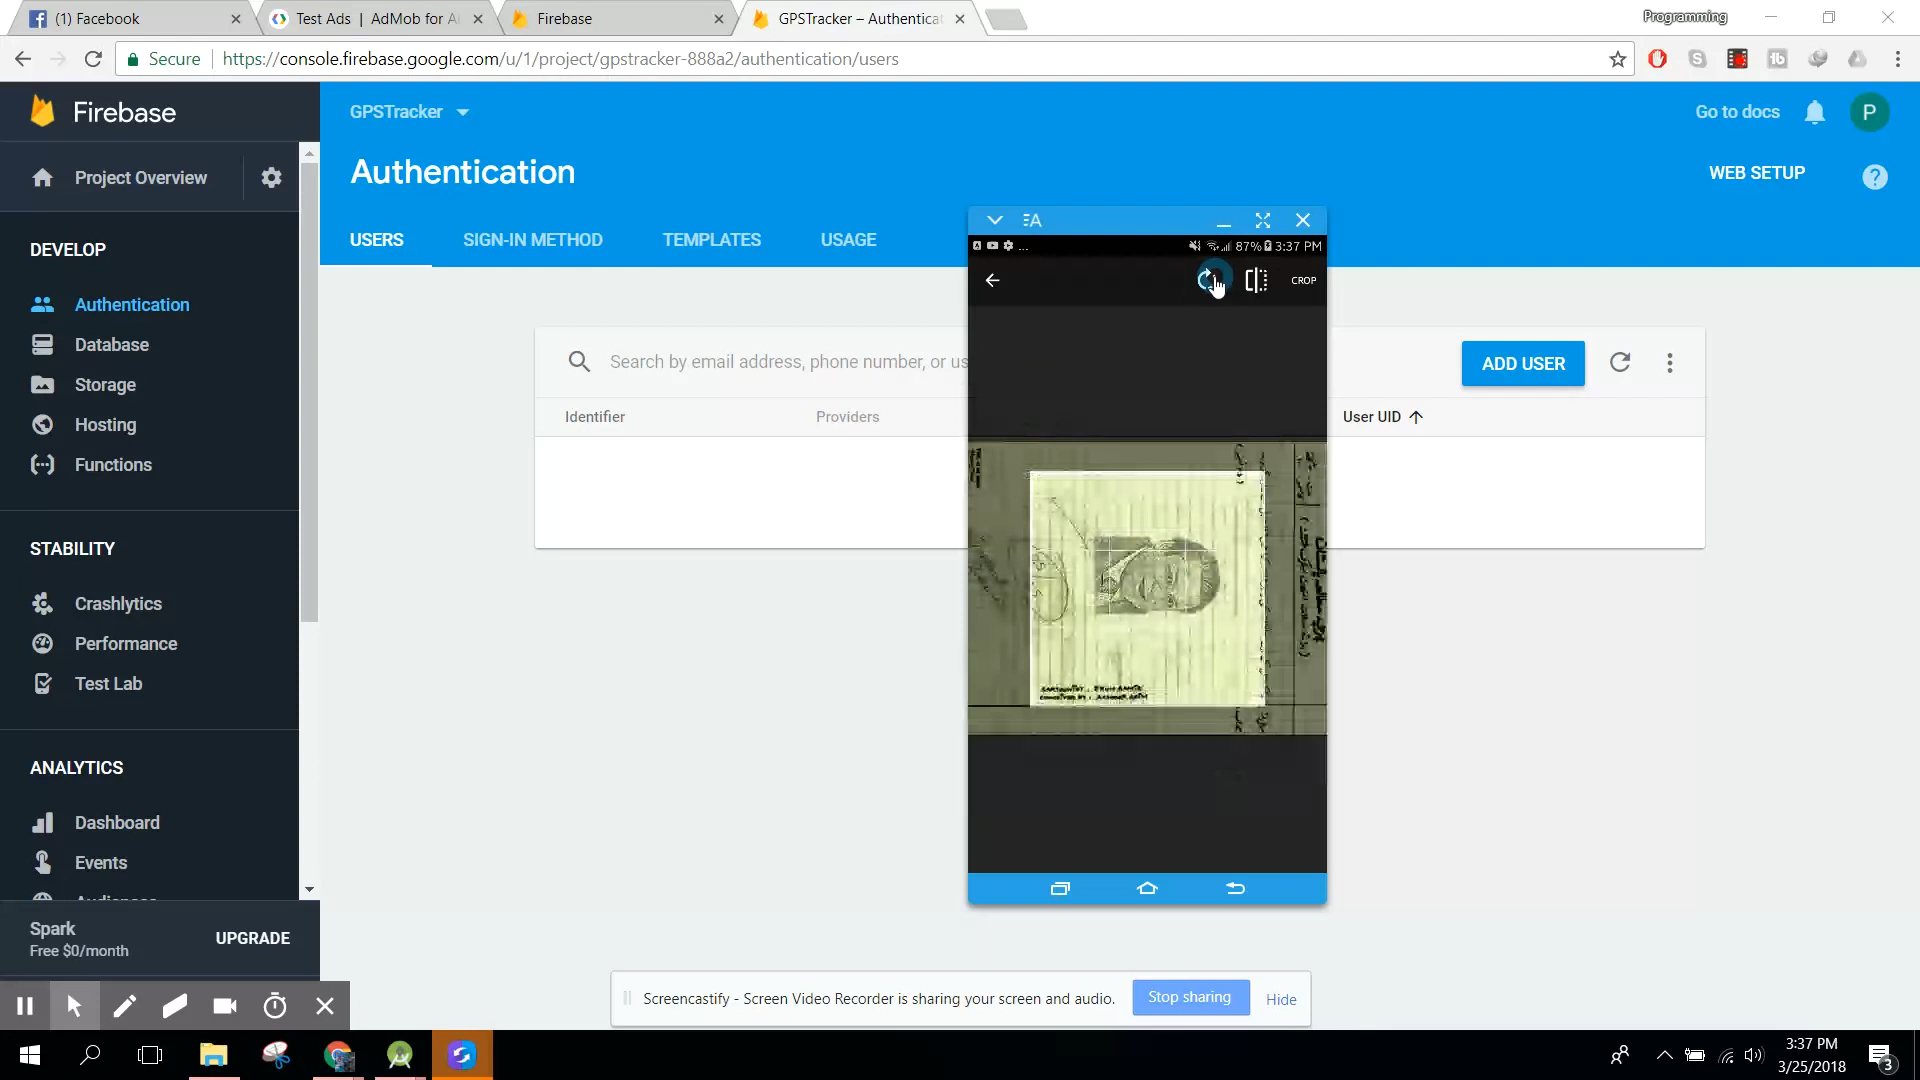 (1) Facebook
Test Ads | AdMob for A
Firebase
GPSTracker – Authenticat
Programming
Secure
https://console.firebase.google.com/u/1/project/gpstracker-888a2/authentication/users
Firebase
GPSTracker
Go to docs
P
Project Overview
Authentication
WEB SETUP
USERS
SIGN-IN METHOD
TEMPLATES
USAGE
DEVELOP
Authentication
Database
Storage
Hosting
Functions
STABILITY
Crashlytics
Performance
Test Lab
ANALYTICS
Dashboard
Events
Audiences
Spark
Free $0/month
UPGRADE
Search by email address, phone number, or us
ADD USER
Identifier
Providers
User UID
87% 3:37 PM
CROP
Screencastify - Screen Video Recorder is sharing your screen and audio.
Stop sharing
Hide
3:37 PM
3/25/2018
3